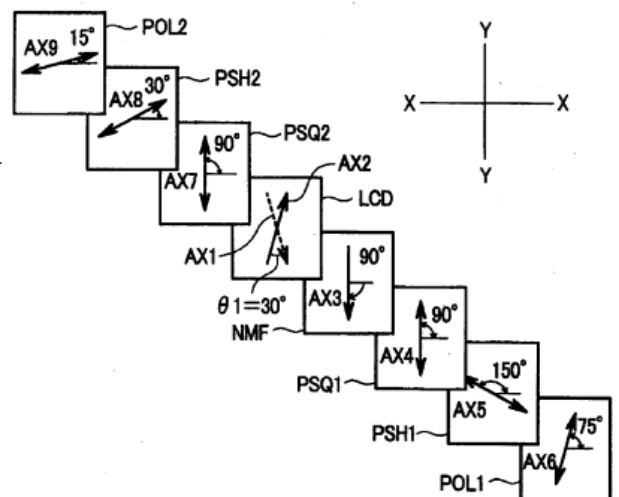 POL2
AX9 15°
PSH2
AX8 30°
PSQ2
AX7 90°
AX2
LCD
AX1
θ1=30°
AX3 90°
NMF
AX4 90°
PSQ1
AX5 150°
PSH1
AX6 75°
POL1
Y
X X
Y